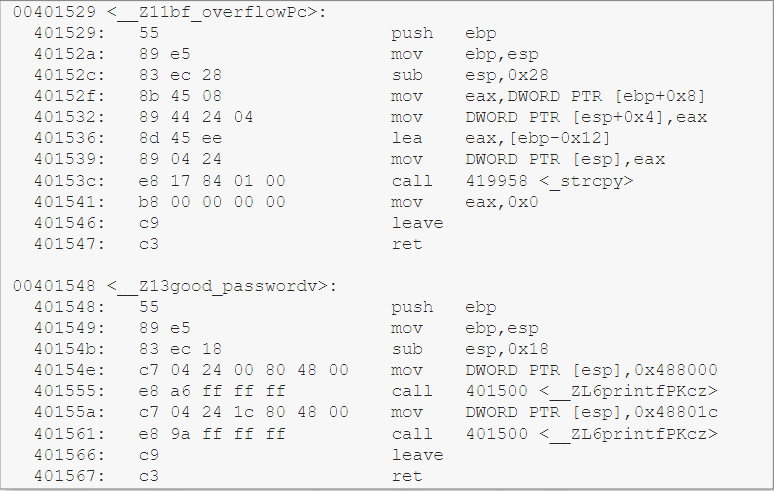 00401529 <__Z11bf_overflowPc>:
401529: 55 push ebp
40152a: 89 e5 mov ebp,esp
40152c: 83 ec 28 sub esp,0x28
40152f: 8b 45 08 mov eax,DWORD PTR [ebp+0x8]
401532: 89 44 24 04 mov DWORD PTR [esp+0x4],eax
401536: 8d 45 ee lea eax,[ebp-0x12]
401539: 89 04 24 mov DWORD PTR [esp],eax
40153c: e8 17 84 01 00 call 419958 <_strcpy>
401541: b8 00 00 00 00 mov eax,0x0
401546: c9 leave
401547: c3 ret
00401548 <__Z13good_passwordv>:
401548: 55 push ebp
401549: 89 e5 mov ebp,esp
40154b: 83 ec 18 sub esp,0x18
40154e: c7 04 24 00 80 48 00 mov DWORD PTR [esp],0x488000
401555: e8 a6 ff ff ff call 401500 <__ZL6printfPKcz>
40155a: c7 04 24 1c 80 48 00 mov DWORD PTR [esp],0x48801c
401561: e8 9a ff ff ff call 401500 <__ZL6printfPKcz>
401566: c9 leave
401567: c3 ret